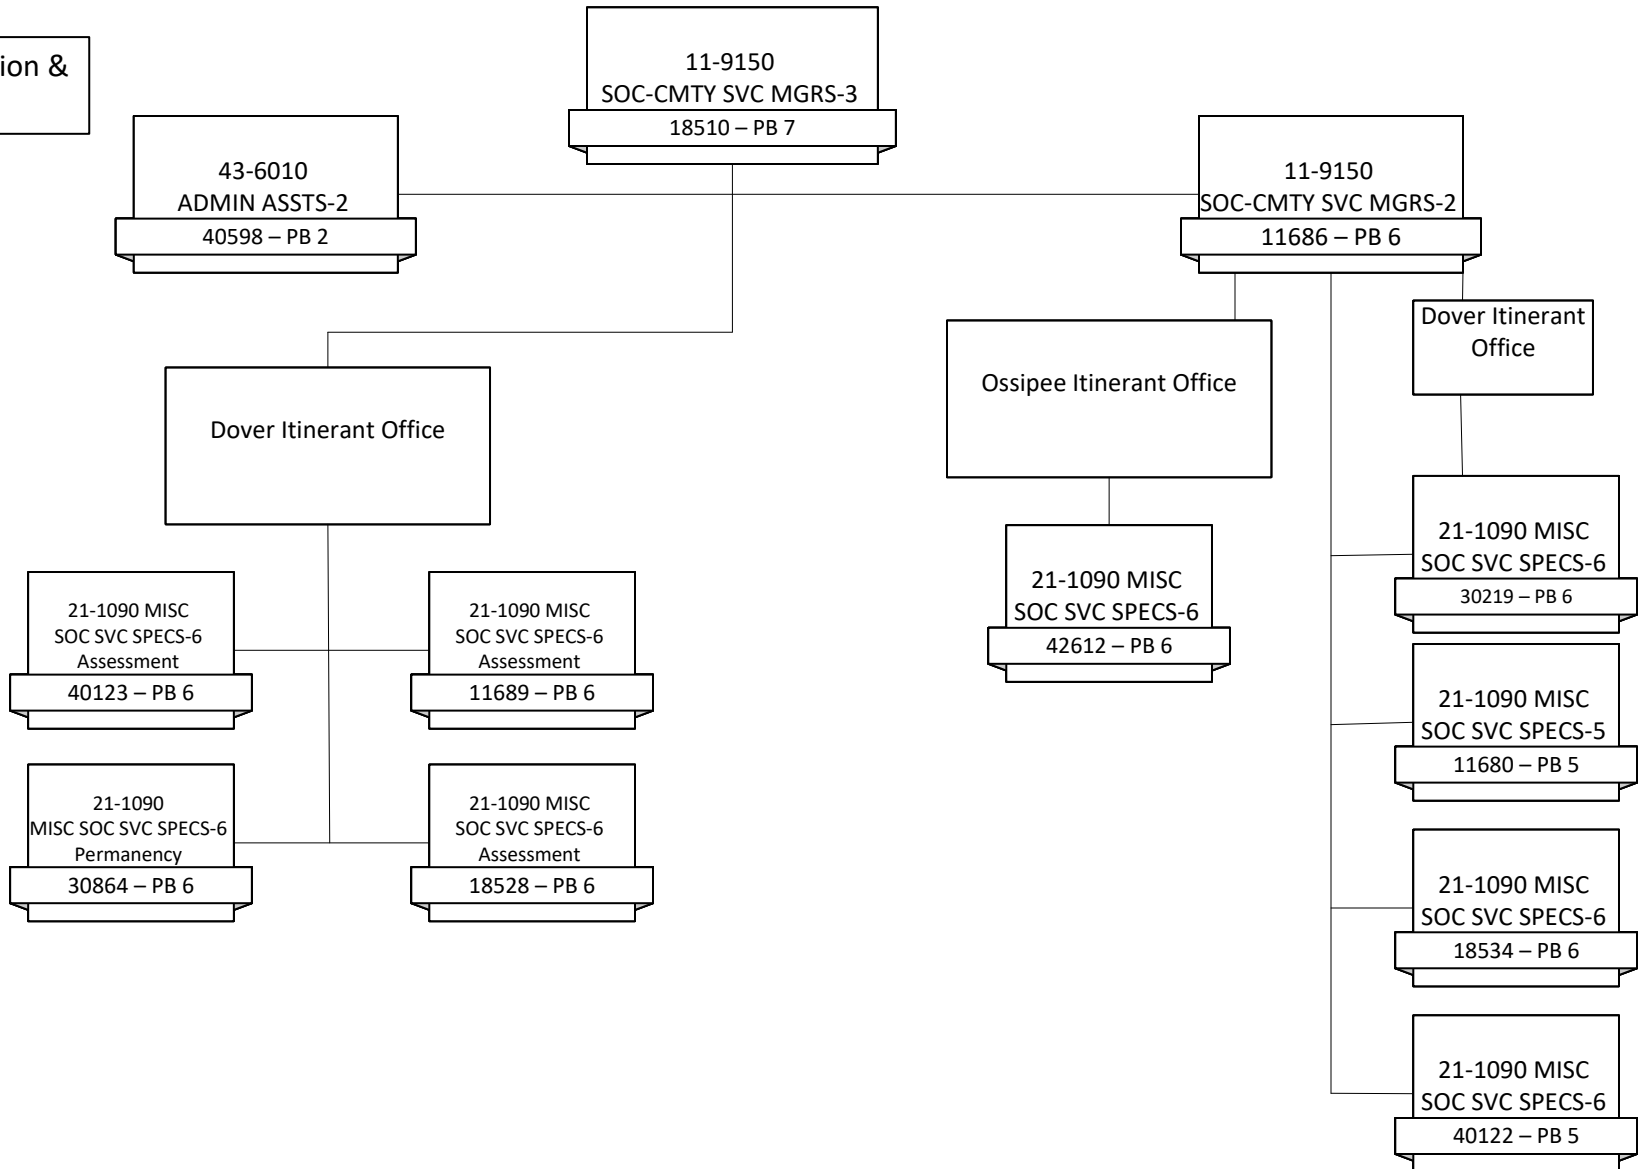 ion &
11-9150
SOC-CMTY SVC MGRS-3
18510 – PB 7
43-6010
ADMIN ASSTS-2
40598 – PB 2
11-9150
SOC-CMTY SVC MGRS-2
11686 – PB 6
Dover Itinerant Office
Ossipee Itinerant Office
Dover Itinerant
Office
21-1090 MISC
SOC SVC SPECS-6
Assessment
40123 – PB 6
21-1090 MISC
SOC SVC SPECS-6
Assessment
11689 – PB 6
21-1090
MISC SOC SVC SPECS-6
Permanency
30864 – PB 6
21-1090 MISC
SOC SVC SPECS-6
Assessment
18528 – PB 6
21-1090 MISC
SOC SVC SPECS-6
42612 – PB 6
21-1090 MISC
SOC SVC SPECS-6
30219 – PB 6
21-1090 MISC
SOC SVC SPECS-5
11680 – PB 5
21-1090 MISC
SOC SVC SPECS-6
18534 – PB 6
21-1090 MISC
SOC SVC SPECS-6
40122 – PB 5